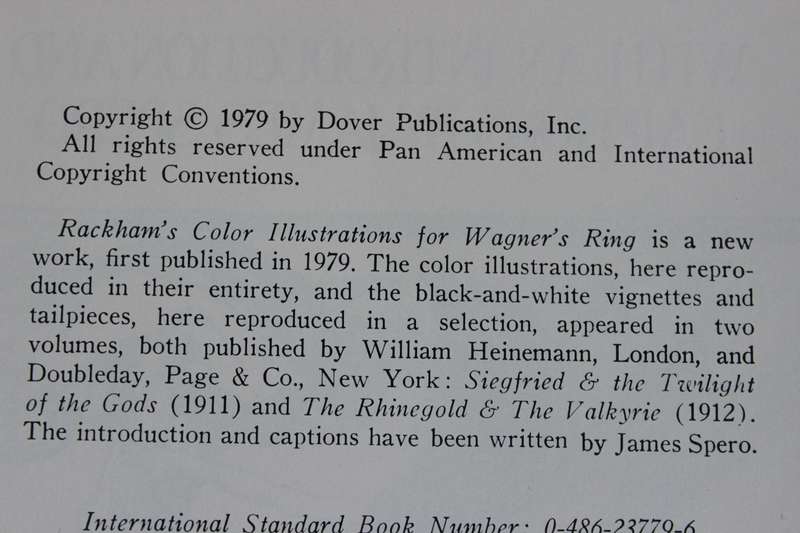 Copyright © 1979 by Dover Publications, Inc.
All rights reserved under Pan American and International
Copyright Conventions.
Rackham's Color Illustrations for Wagner's Ring is a new
work, first published in 1979. The color illustrations, here repro-
duced in their entirety, and the black-and-white vignettes and
tailpieces, here reproduced in a selection, appeared in two
volumes, both published by William Heinemann, London, and
Doubleday, Page & Co., New York: Siegfried & the Twilight
of the Gods (1911) and The Rhinegold & The Valkyrie (1912).
The introduction and captions have been written by James Spero.
International Standard Book Number: 0-486-23779-6